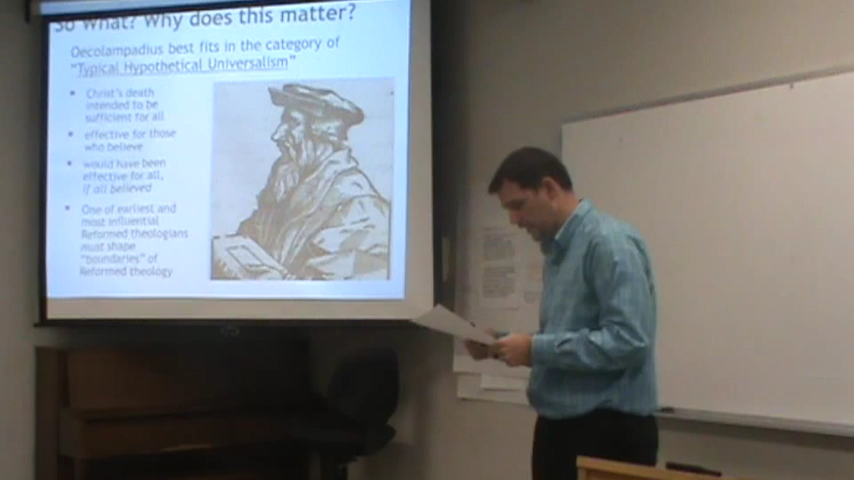 So What? Why does this matter?
Oecolampadius best fits in the category of
"Typical Hypothetical Universalism"
▪ Christ's death
intended to be
sufficient for all
▪ effective for those
who believe
▪ would have been
effective for all,
if all believed
▪ One of earliest and
most influential
Reformed theologians
must shape
"boundaries" of
Reformed theology